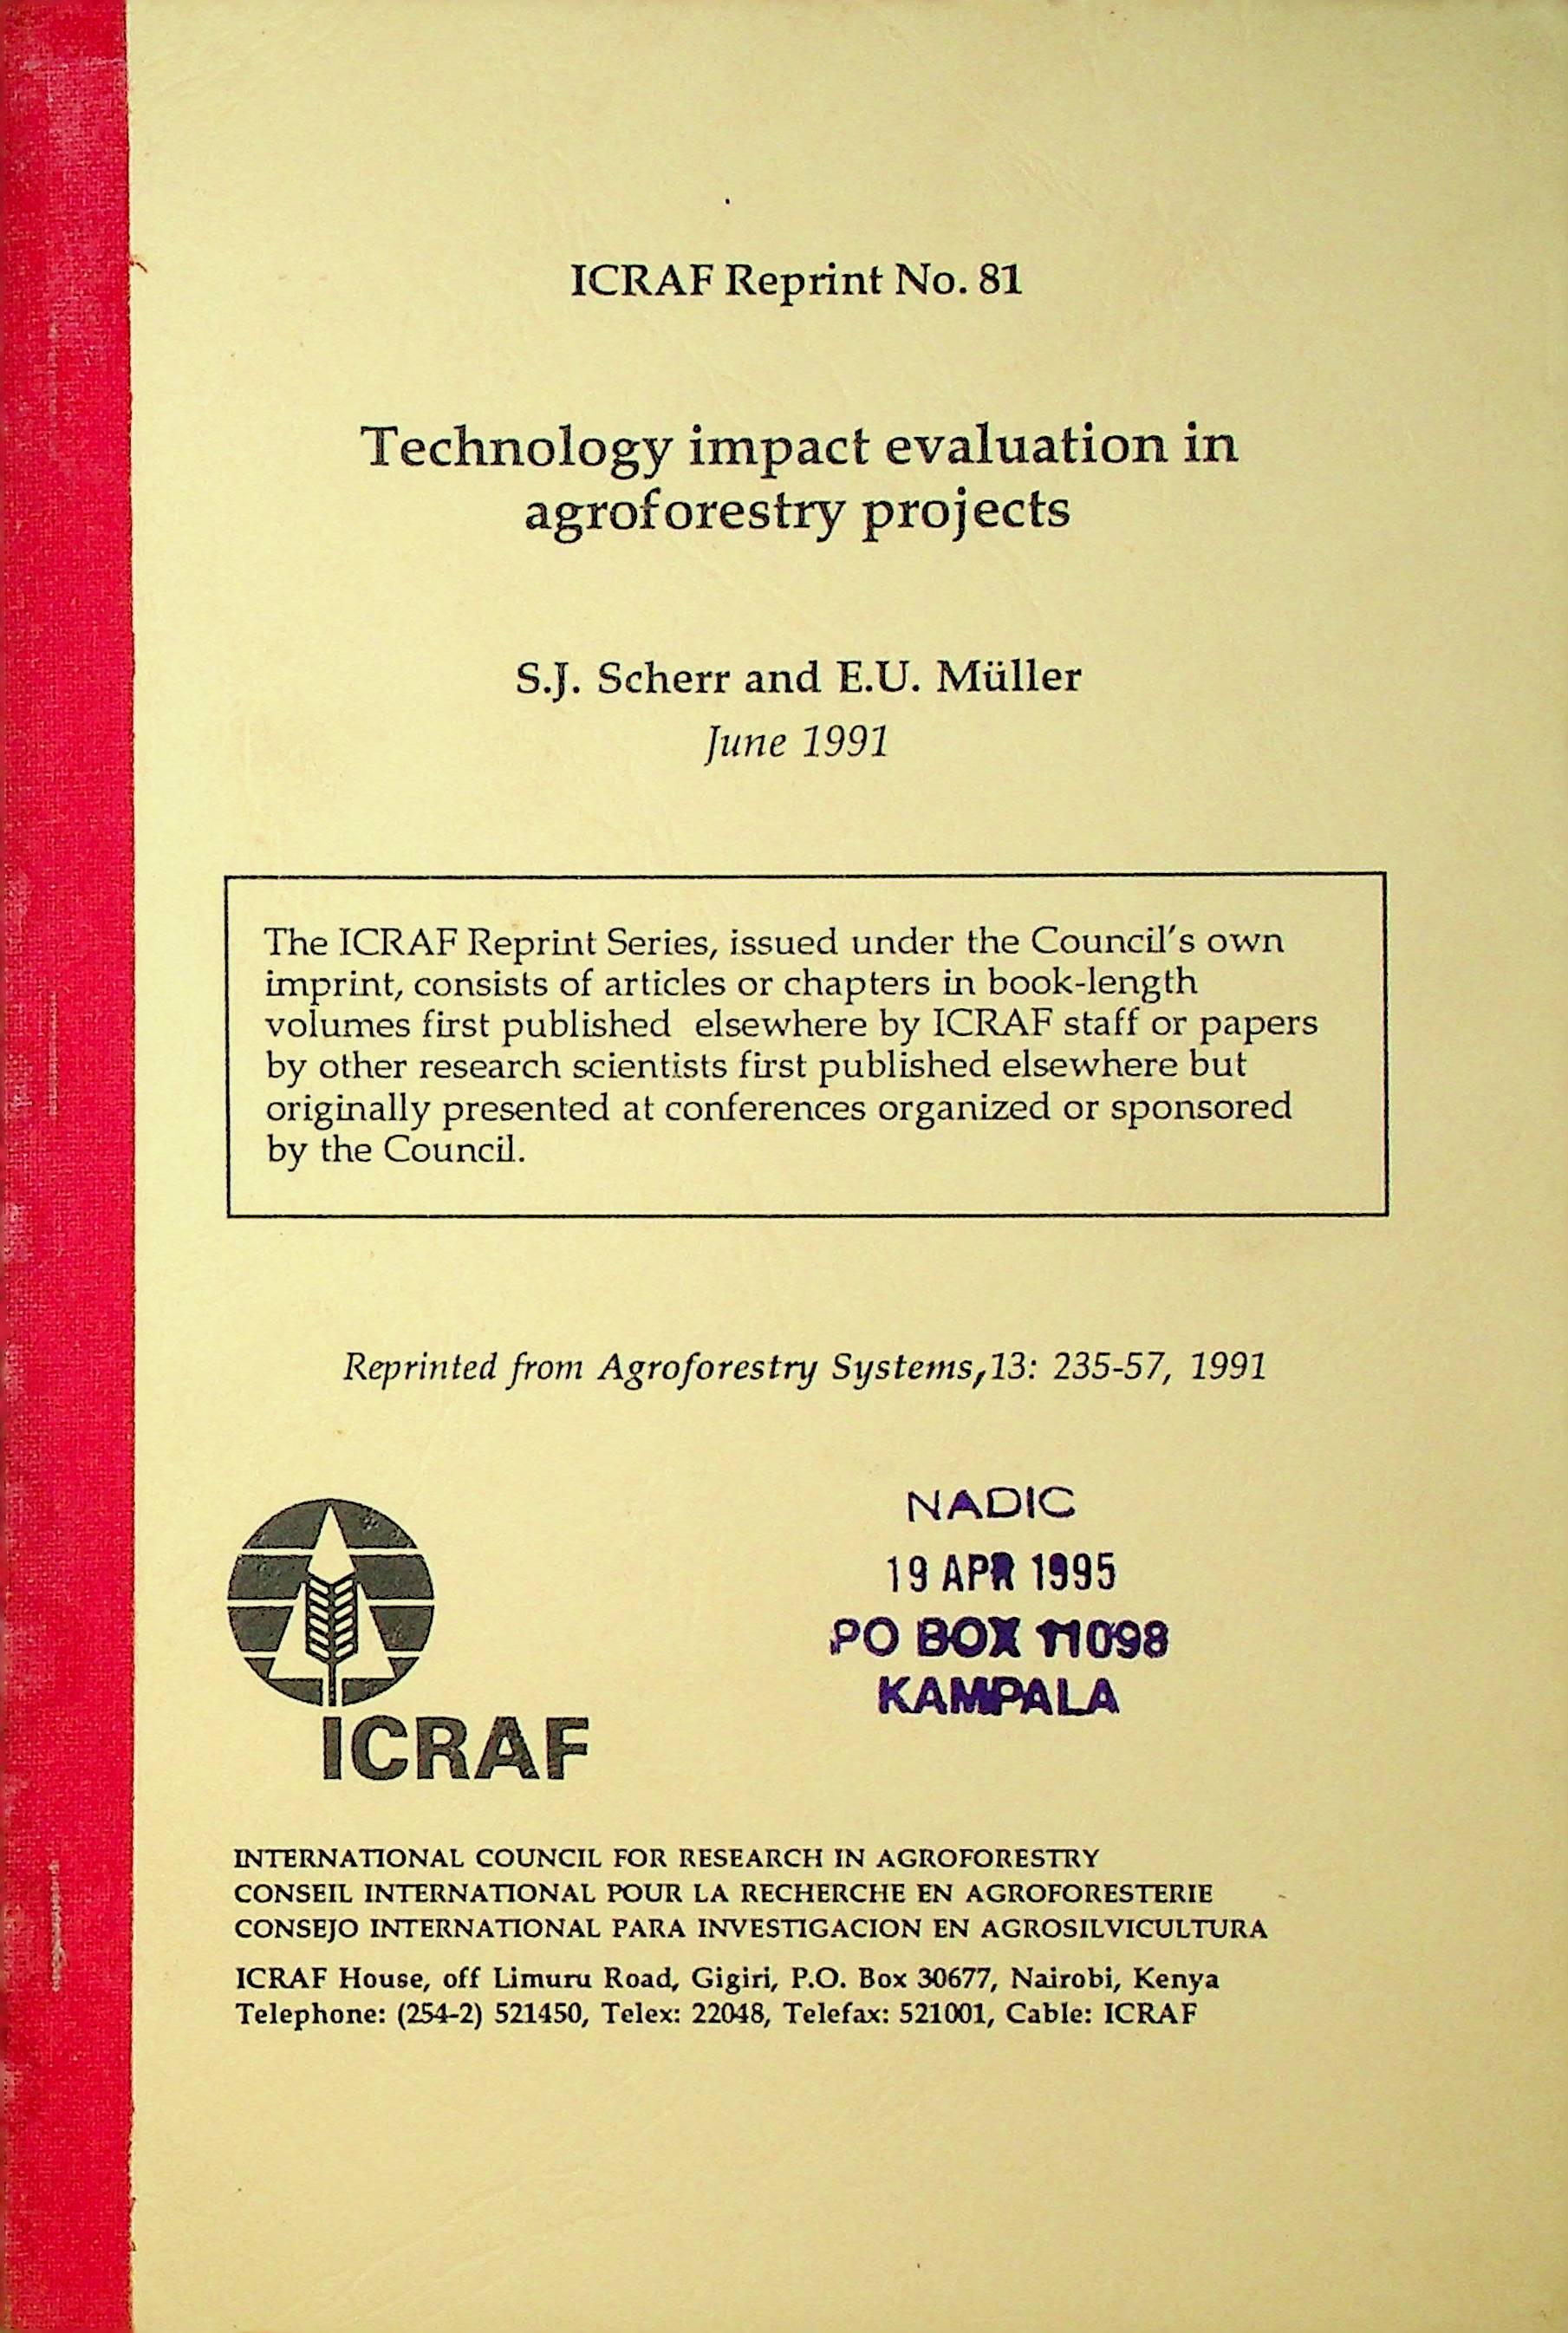 ICRAF Reprint No. 81
Technology impact evaluation in
agroforestry projects
S.J. Scherr and E.U. Müller
June 1991
The ICRAF Reprint Series, issued under the Council's own
imprint, consists of articles or chapters in book-length
volumes first published elsewhere by ICRAF staff or papers
by other research scientists first published elsewhere but
originally presented at conferences organized or sponsored
by the Council.
Reprinted from Agroforestry Systems,13: 235-57, 1991
NADIC
19 APR 1995
PO BOX 11098
KAMPALA
ICRAF
INTERNATIONAL COUNCIL FOR RESEARCH IN AGROFORESTRY
CONSEIL INTERNATIONAL POUR LA RECHERCHE EN AGROFORESTERIE
CONSEJO INTERNATIONAL PARA INVESTIGACION EN AGROSILVICULTURA
ICRAF House, off Limuru Road, Gigiri, P.O. Box 30677, Nairobi, Kenya
Telephone: (254-2) 521450, Telex: 22048, Telefax: 521001, Cable: ICRAF